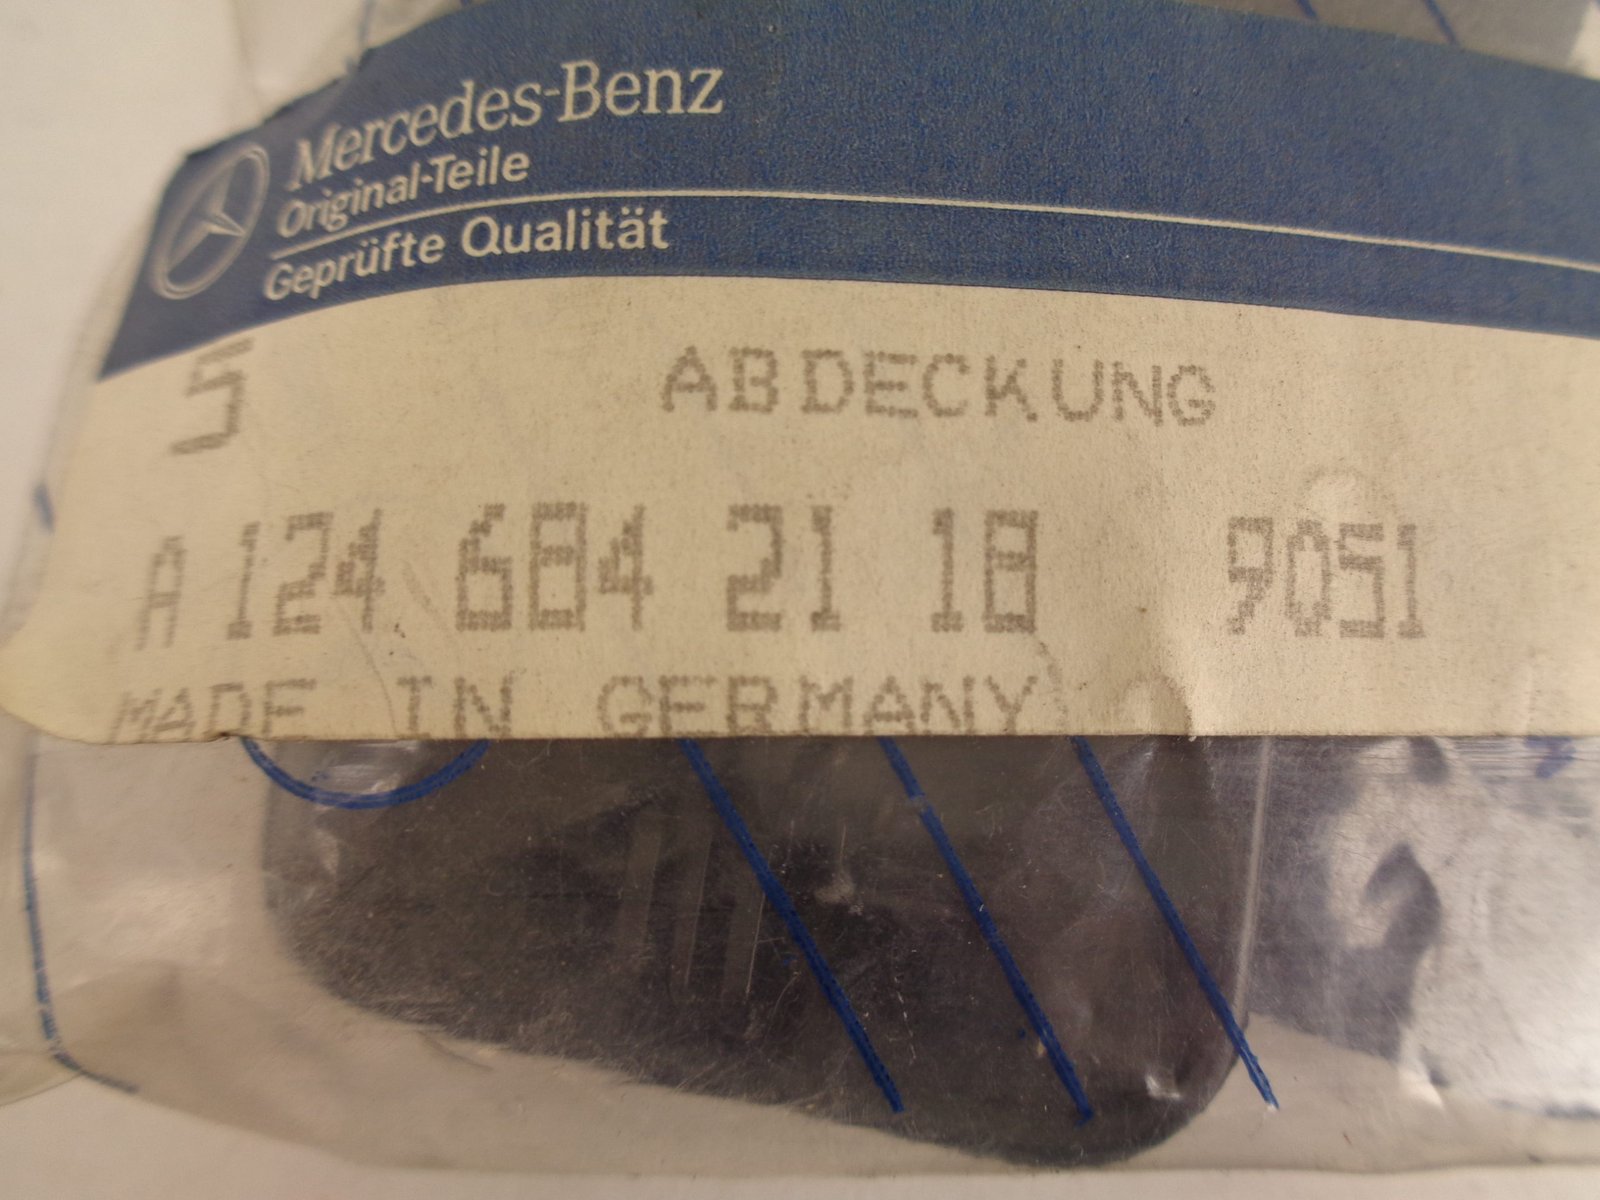 Mercedes-Benz
Original-Teile
Geprüfte Qualität
5 ABDECKUNG
A 124 684 21 18 9051
MADE IN GERMANY